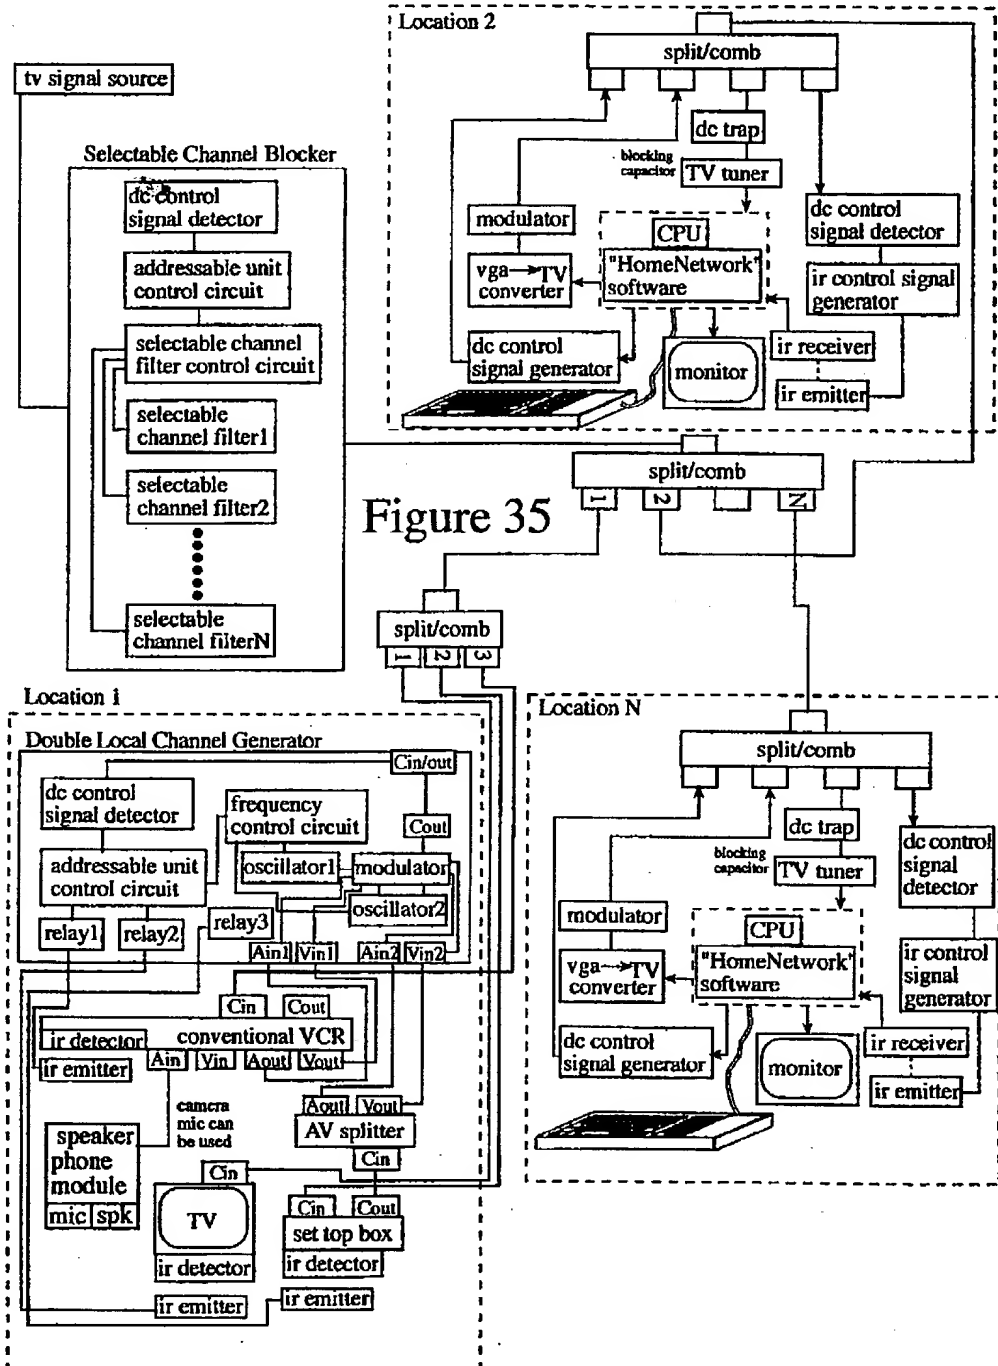 Location 2
split/comb
tv signal source
dc trap
blocking
capacitor
TV tuner
Selectable Channel Blocker
dc control
signal detector
modulator
CPU
dc control
signal detector
addressable unit
control circuit
vga→TV
converter
"HomeNetwork"
software
ir control signal
generator
selectable channel
filter control circuit
dc control
signal generator
monitor
ir receiver
ir emitter
selectable
channel filter1
split/comb
1
2
N
selectable
channel filter2
Figure 35
selectable
channel filterN
split/comb
1
2
3
Location 1
Location N
Double Local Channel Generator
Cin/out
split/comb
dc control
signal detector
frequency
control circuit
Cout
dc trap
blocking
capacitor
TV tuner
dc control
signal
detector
addressable unit
control circuit
oscillator1
modulator
oscillator2
relay1
relay2
relay3
Ain1
Vin1
Ain2
Vin2
modulator
CPU
vga→TV
converter
"HomeNetwork"
software
ir control
signal
generator
Cin
Cout
conventional VCR
ir detector
Ain
Vin
Aout
Vout
ir emitter
dc control
signal generator
monitor
ir receiver
ir emitter
camera
mic can
be used
Aout
Vout
AV splitter
Cin
speaker
phone
module
mic
spk
Cin
TV
ir detector
Cin
Cout
set top box
ir detector
ir emitter
ir emitter